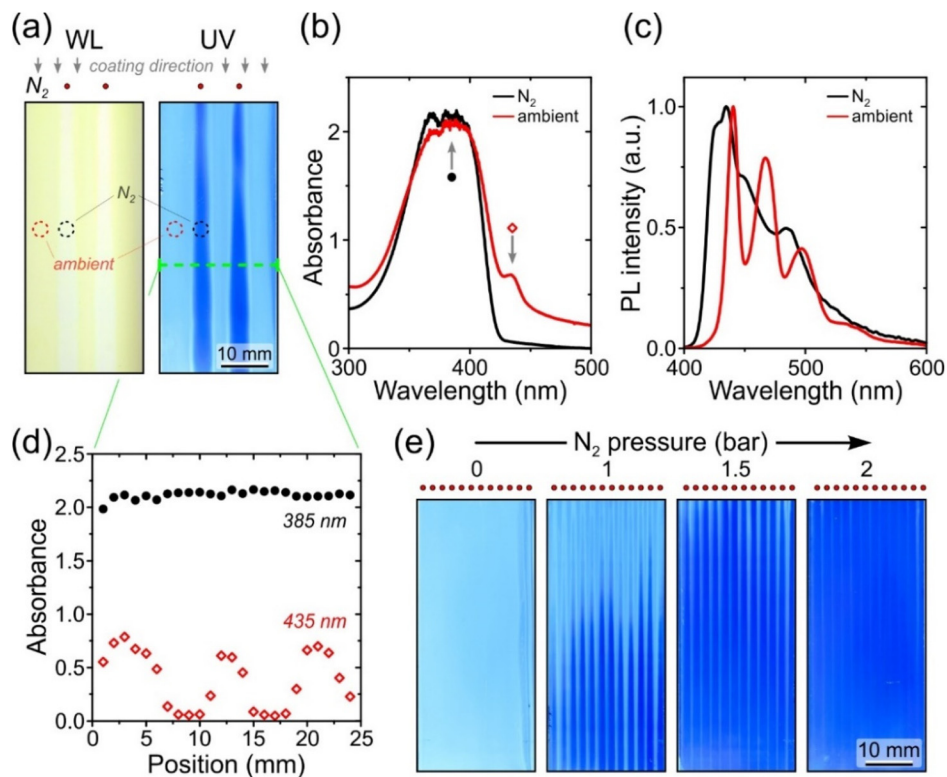 (a)
WL
UV
coating direction
N₂
N₂
ambient
10 mm
(b)
Absorbance
2
1
0
N₂
ambient
300
400
500
Wavelength (nm)
(c)
PL intensity (a.u.)
1.0
0.5
0.0
N₂
ambient
400
500
600
Wavelength (nm)
(d)
Absorbance
2.5
2.0
1.5
1.0
0.5
0.0
385 nm
435 nm
0
5
10
15
20
25
Position (mm)
(e)
N₂ pressure (bar)
0
1
1.5
2
10 mm